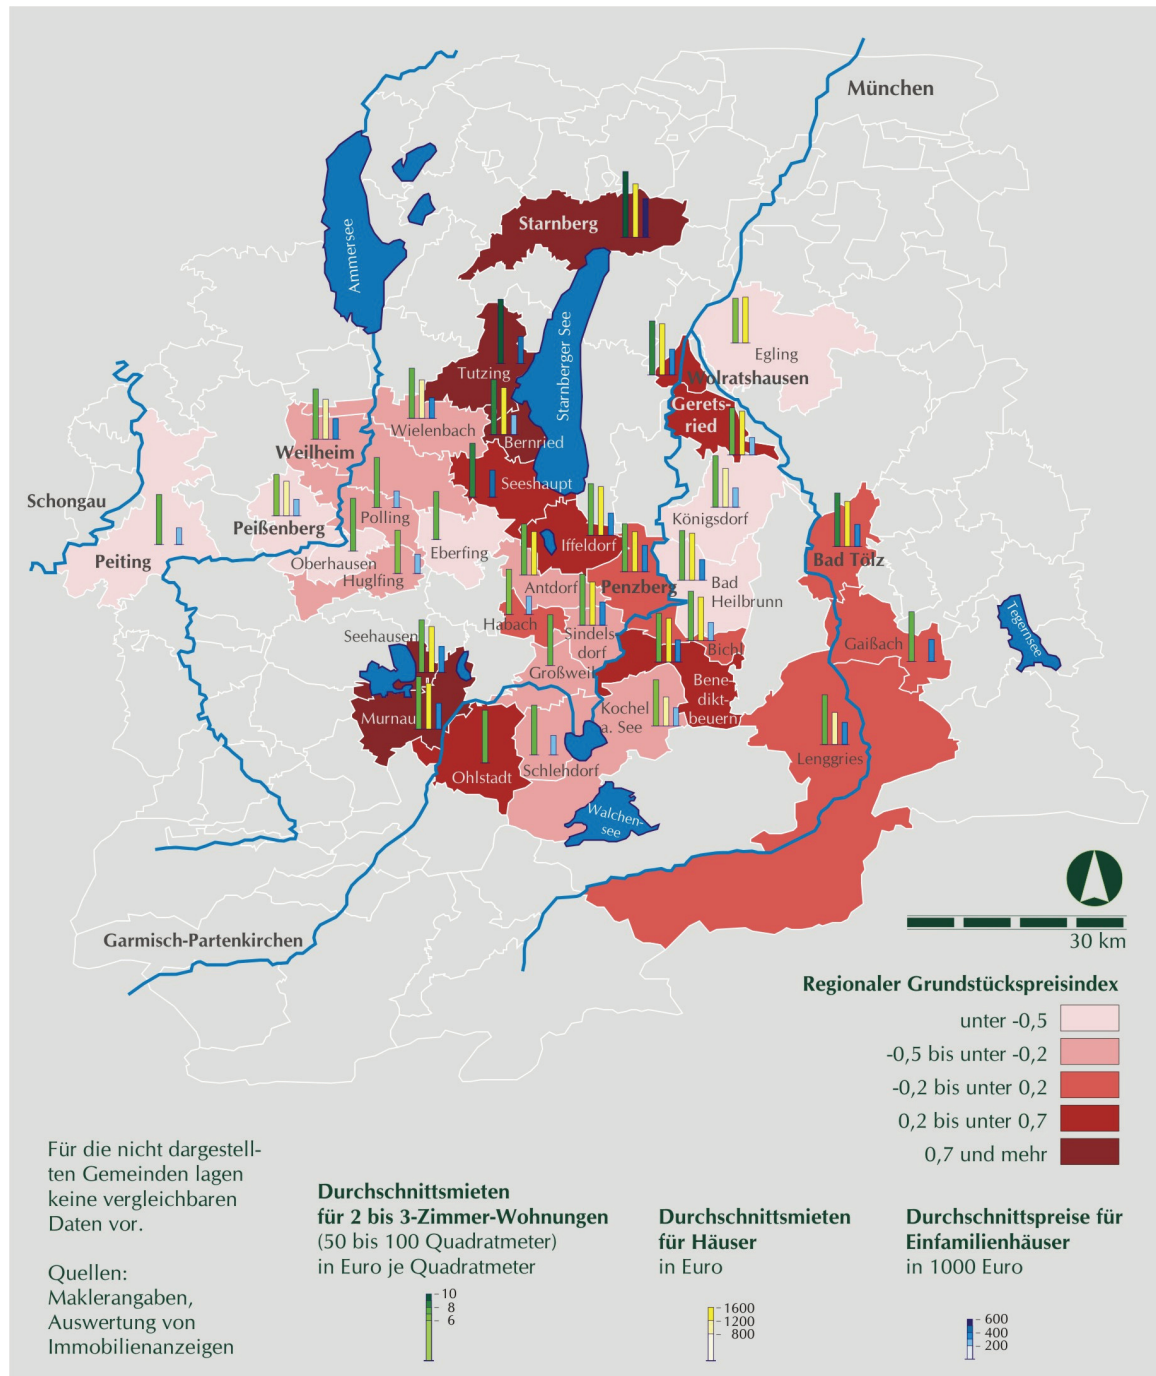 München
Starnberg
Ammersee
Starnberger See
Egling
Tutzing
Wolratshausen
Gerets-
ried
Wielenbach
Bernried
Weilheim
Seeshaupt
Schongau
Polling
Königsdorf
Peißenberg
Eberfing
Iffeldorf
Peiting
Oberhausen
Bad Tölz
Huglfing
Antdorf
Penzberg
Bad
Heilbrunn
Habach
Sindels-
dorf
Tegernsee
Seehausen
Gaißach
Bichl
Großweil
Bene-
dikt-
beuern
Murnau
Kochel
a. See
Lenggries
Ohlstadt
Schlehdorf
Walchen-
see
Garmisch-Partenkirchen
30 km
Regionaler Grundstückspreisindex
unter -0,5
-0,5 bis unter -0,2
-0,2 bis unter 0,2
0,2 bis unter 0,7
0,7 und mehr
Für die nicht dargestell-
ten Gemeinden lagen
keine vergleichbaren
Daten vor.
Quellen:
Maklerangaben,
Auswertung von
Immobilienanzeigen
Durchschnittsmieten
für 2 bis 3-Zimmer-Wohnungen
(50 bis 100 Quadratmeter)
in Euro je Quadratmeter
10
8
6
Durchschnittsmieten
für Häuser
in Euro
1600
1200
800
Durchschnittspreise für
Einfamilienhäuser
in 1000 Euro
600
400
200